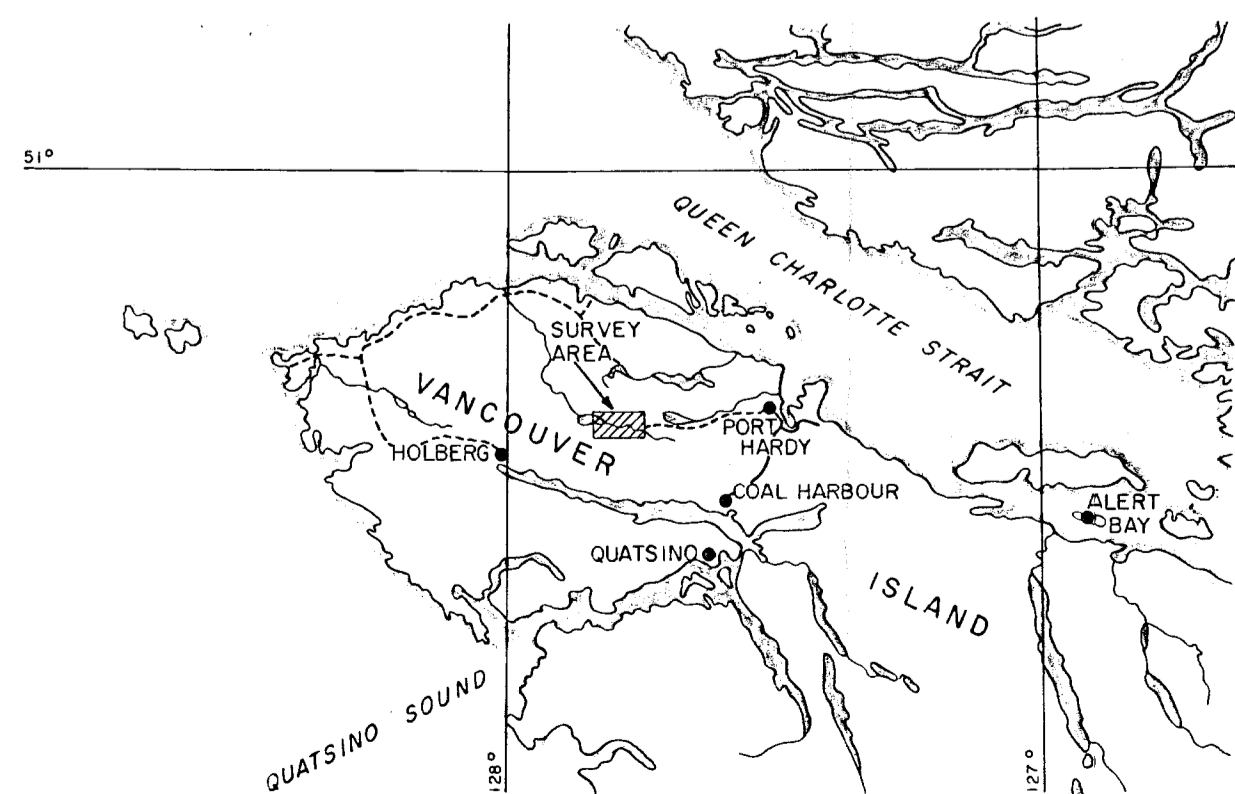 51°
QUEEN CHARLOTTE STRAIT
SURVEY
AREA
VANCOUVER
PORT
HARDY
HOLBERG
COAL HARBOUR
ALERT
BAY
QUATSINO
ISLAND
QUATSINO SOUND
128°
127°